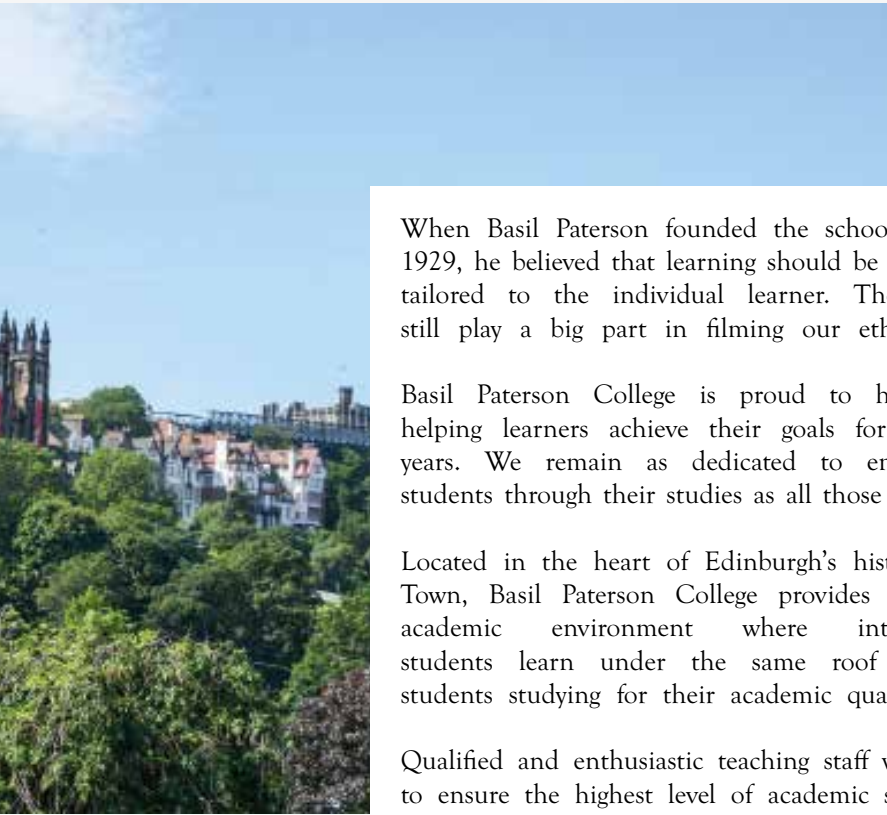 When Basil Paterson founded the schoo
1929, he believed that learning should be
tailored to the individual learner. The
still play a big part in filming our eth
Basil Paterson College is proud to h
helping learners achieve their goals for
years. We remain as dedicated to en
students through their studies as all those
Located in the heart of Edinburgh's hist
Town, Basil Paterson College provides
academic environment where int
students learn under the same roof
students studying for their academic qua
Qualified and enthusiastic teaching staff
to ensure the highest level of academic s